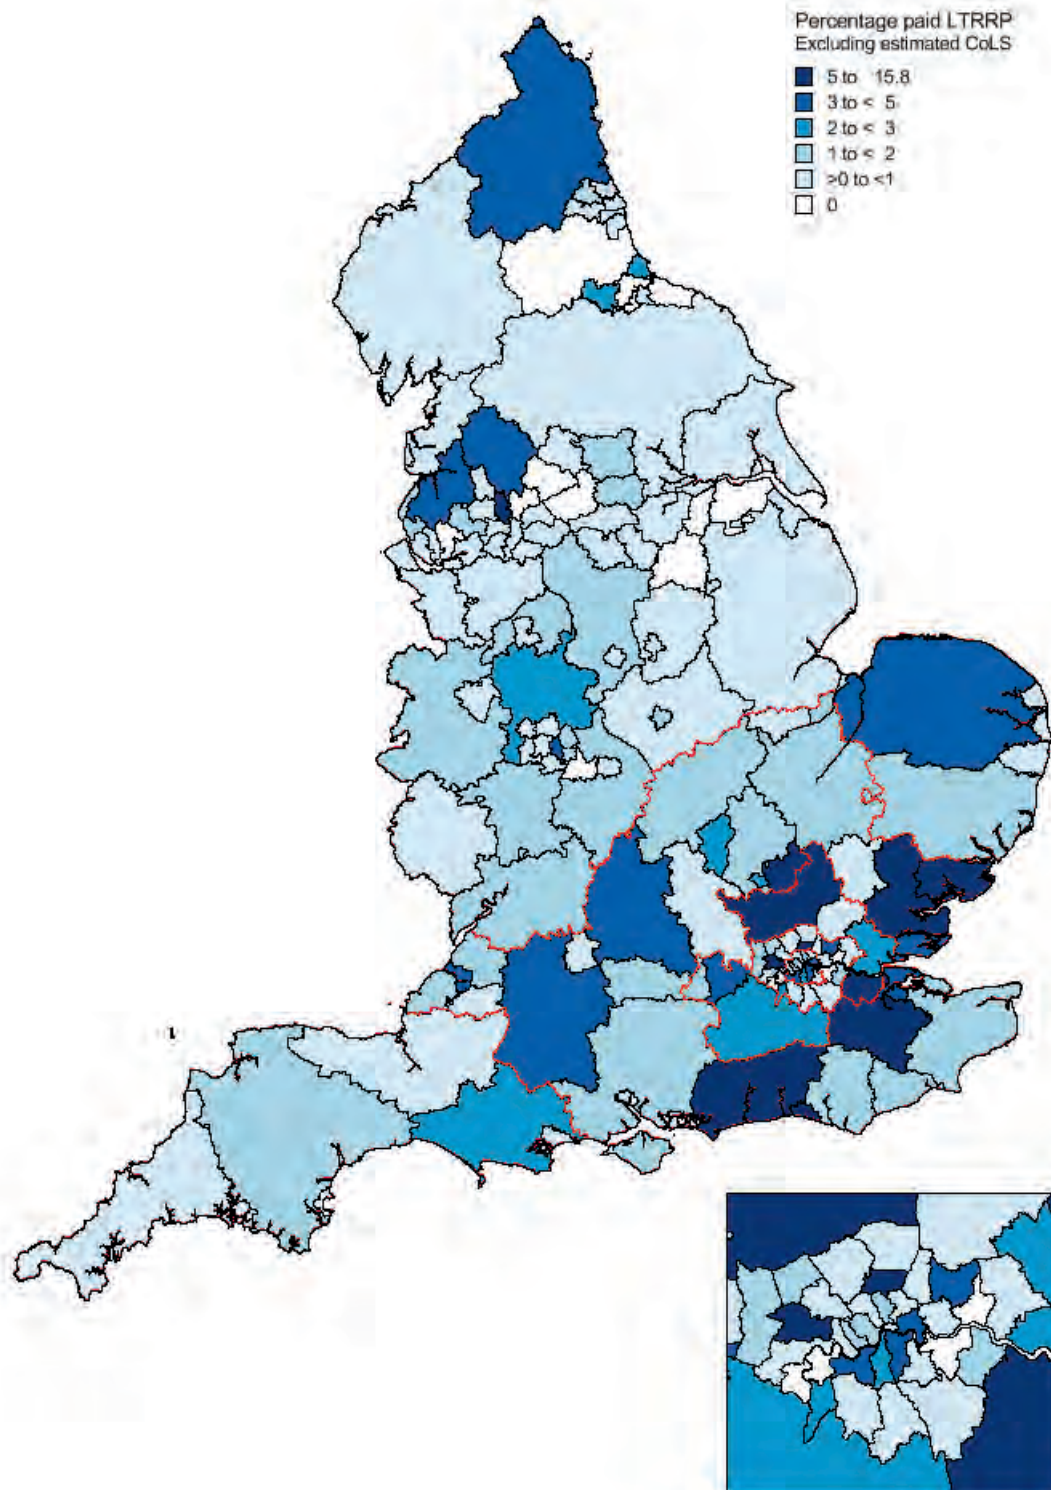 Percentage paid LTRRP
Excluding estimated CoLS
5 to 15.8
3 to < 5
2 to < 3
1 to < 2
>0 to <1
0